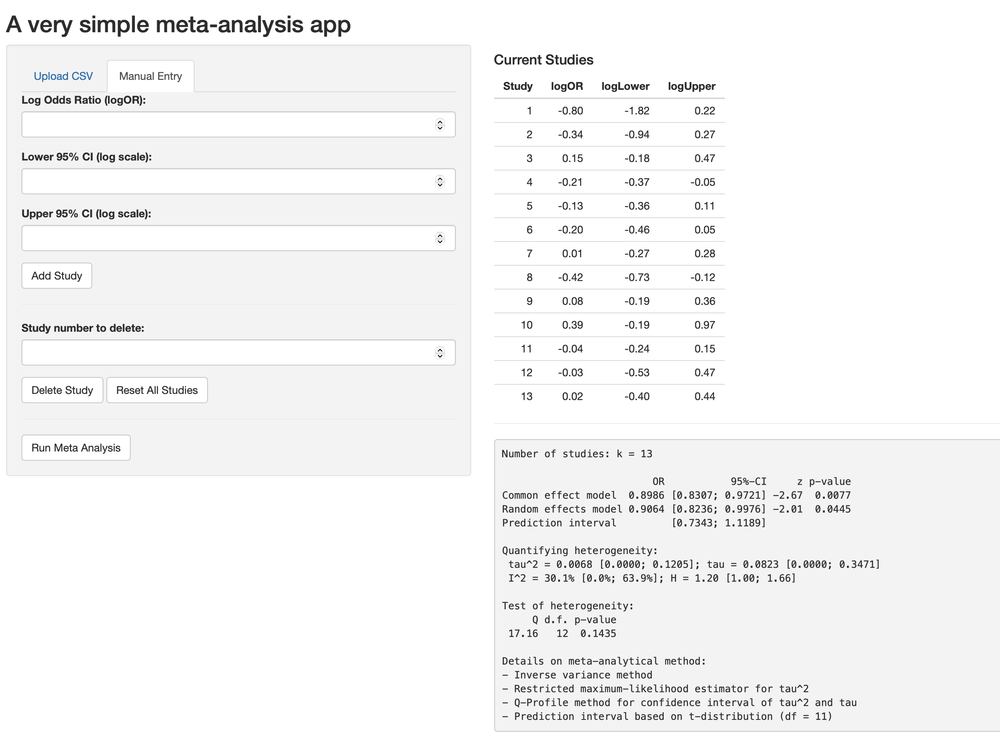 A very simple meta-analysis app
Upload CSV
Manual Entry
Log Odds Ratio (logOR):
Lower 95% CI (log scale):
Upper 95% CI (log scale):
Add Study
Study number to delete:
Delete Study
Reset All Studies
Run Meta Analysis
Current Studies
Study logOR logLower logUpper
1 -0.80 -1.82 0.22
2 -0.34 -0.94 0.27
3 0.15 -0.18 0.47
4 -0.21 -0.37 -0.05
5 -0.13 -0.36 0.11
6 -0.20 -0.46 0.05
7 0.01 -0.27 0.28
8 -0.42 -0.73 -0.12
9 0.08 -0.19 0.36
10 0.39 -0.19 0.97
11 -0.04 -0.24 0.15
12 -0.03 -0.53 0.47
13 0.02 -0.40 0.44
Number of studies: k = 13
OR 95%-CI z p-value
Common effect model 0.8986 [0.8307; 0.9721] -2.67 0.0077
Random effects model 0.9064 [0.8236; 0.9976] -2.01 0.0445
Prediction interval [0.7343; 1.1189]
Quantifying heterogeneity:
tau^2 = 0.0068 [0.0000; 0.1205]; tau = 0.0823 [0.0000; 0.3471]
I^2 = 30.1% [0.0%; 63.9%]; H = 1.20 [1.00; 1.66]
Test of heterogeneity:
Q d.f. p-value
17.16 12 0.1435
Details on meta-analytical method:
- Inverse variance method
- Restricted maximum-likelihood estimator for tau^2
- Q-Profile method for confidence interval of tau^2 and tau
- Prediction interval based on t-distribution (df = 11)